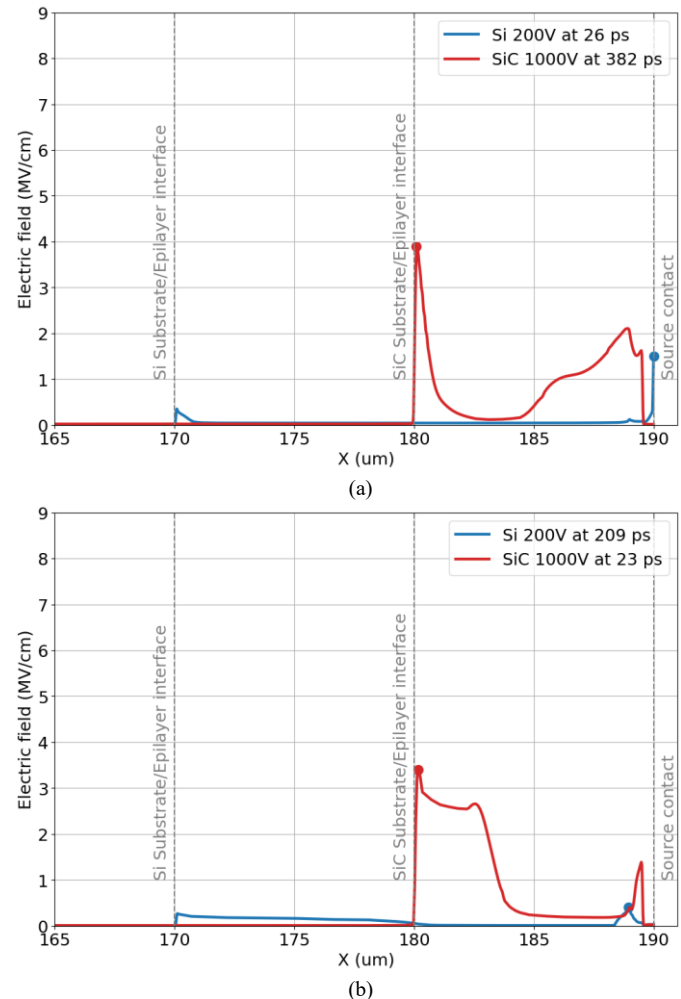 Si 200V at 26 ps
SiC 1000V at 382 ps
Electric field (MV/cm)
9
8
7
6
5
4
3
2
1
0
Si Substrate/Epilayer interface
SiC Substrate/Epilayer interface
Source contact
165
170
175
180
185
190
X (um)
(a)
Si 200V at 209 ps
SiC 1000V at 23 ps
Electric field (MV/cm)
9
8
7
6
5
4
3
2
1
0
Si Substrate/Epilayer interface
SiC Substrate/Epilayer interface
Source contact
165
170
175
180
185
190
X (um)
(b)